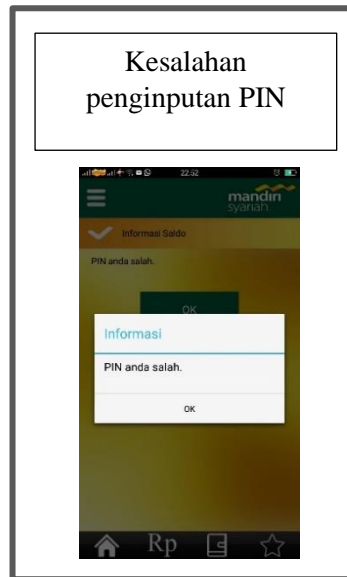 Kesalahan
penginputan PIN
22:52
mandiri
syariah
Informasi Saldo
PIN anda salah.
OK
Informasi
PIN anda salah.
OK
Rp